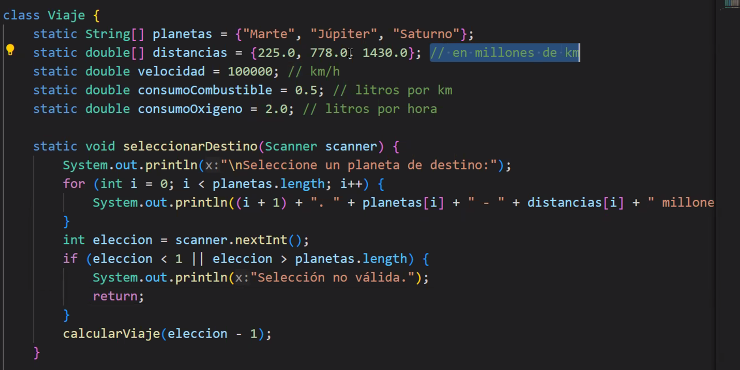 class Viaje {
static String[] planetas = {"Marte", "Júpiter", "Saturno"};
static double[] distancias = {225.0, 778.0, 1430.0}; // en millones de km
static double velocidad = 100000; // km/h
static double consumoCombustible = 0.5; // litros por km
static double consumoOxigeno = 2.0; // litros por hora
static void seleccionarDestino(Scanner scanner) {
System.out.println(x:"\nSeleccione un planeta de destino:");
for (int i = 0; i < planetas.length; i++) {
System.out.println((i + 1) + ". " + planetas[i] + " - " + distancias[i] + " millone
}
int eleccion = scanner.nextInt();
if (eleccion < 1 || eleccion > planetas.length) {
System.out.println(x:"Selección no válida.");
return;
}
calcularViaje(eleccion - 1);
}